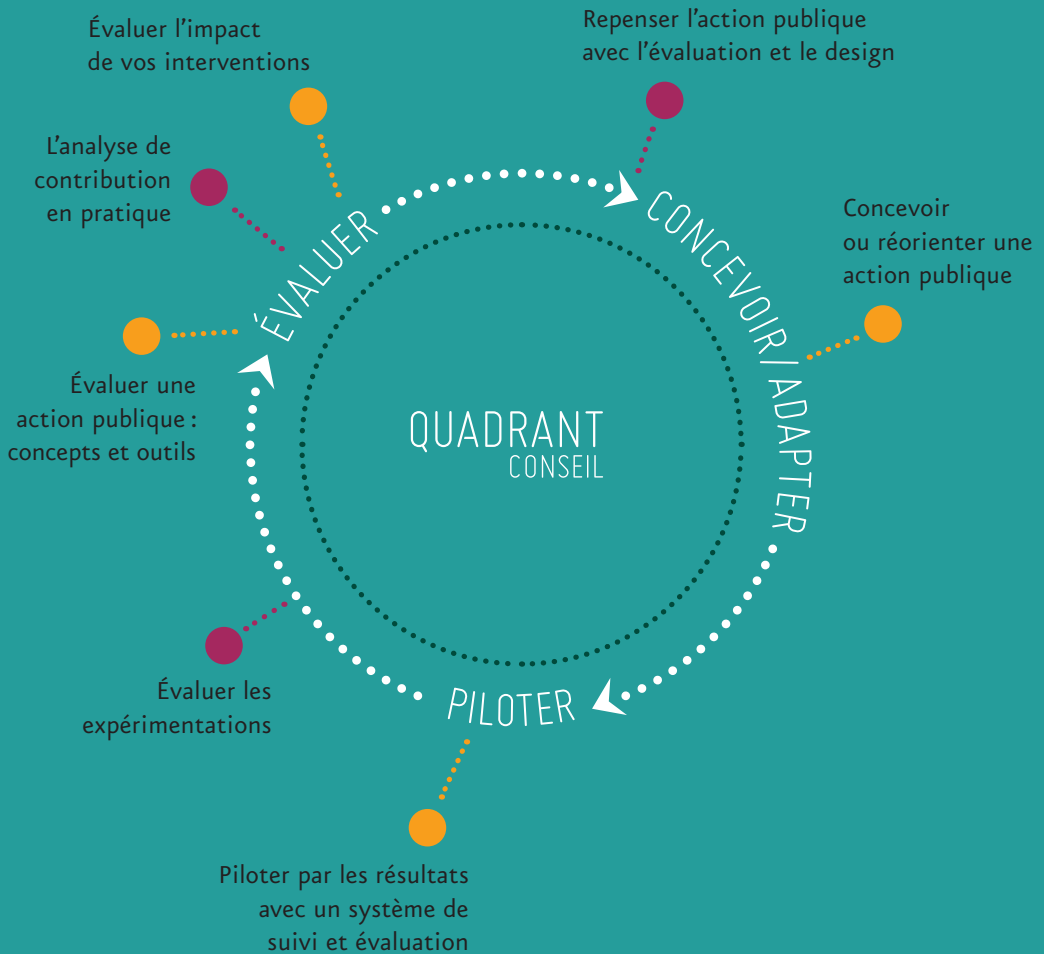 Évaluer l’impact
de vos interventions
Repenser l’action publique
avec l’évaluation et le design
L’analyse de
contribution
en pratique
Concevoir
ou réorienter une
action publique
ÉVALUER
CONCEVOIR / ADAPTER
QUADRANT
CONSEIL
Évaluer une
action publique :
concepts et outils
Évaluer les
expérimentations
PILOTER
Piloter par les résultats
avec un système de
suivi et évaluation